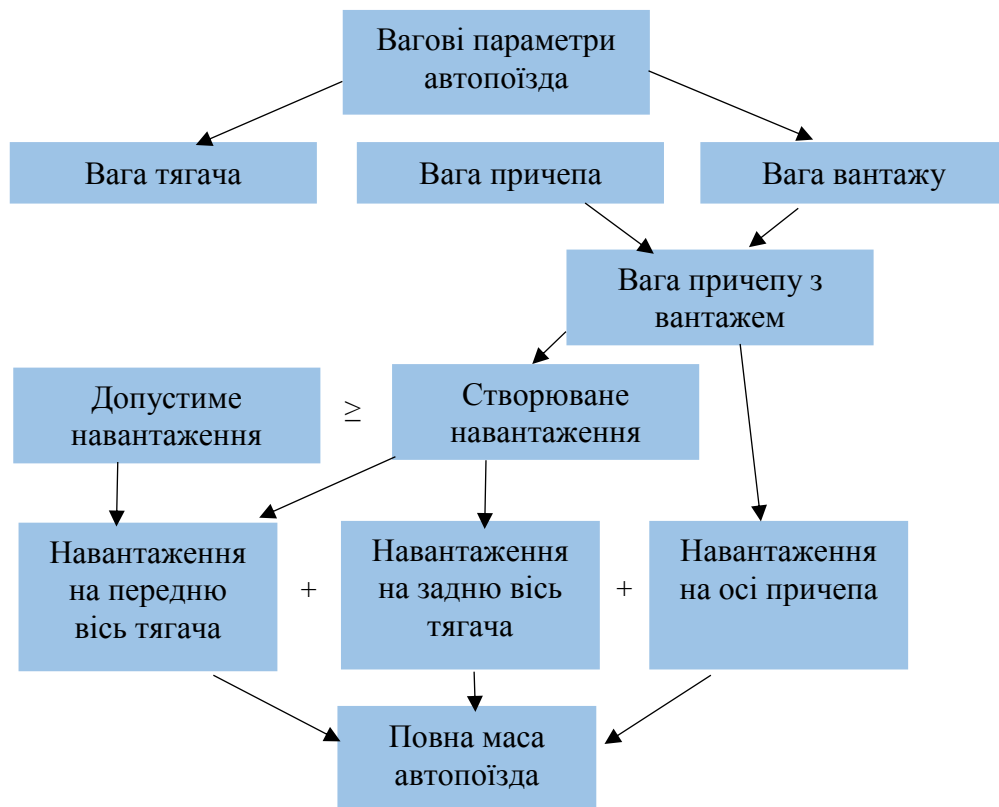 Вагові параметри
автопоїзда
Вага тягача
Вага причепа
Вага вантажу
Вага причепу з
вантажем
Допустиме
навантаження
≥
Створюване
навантаження
Навантаження
на передню
вісь тягача
+
Навантаження
на задню вісь
тягача
+
Навантаження
на осі причепа
Повна маса
автопоїзда